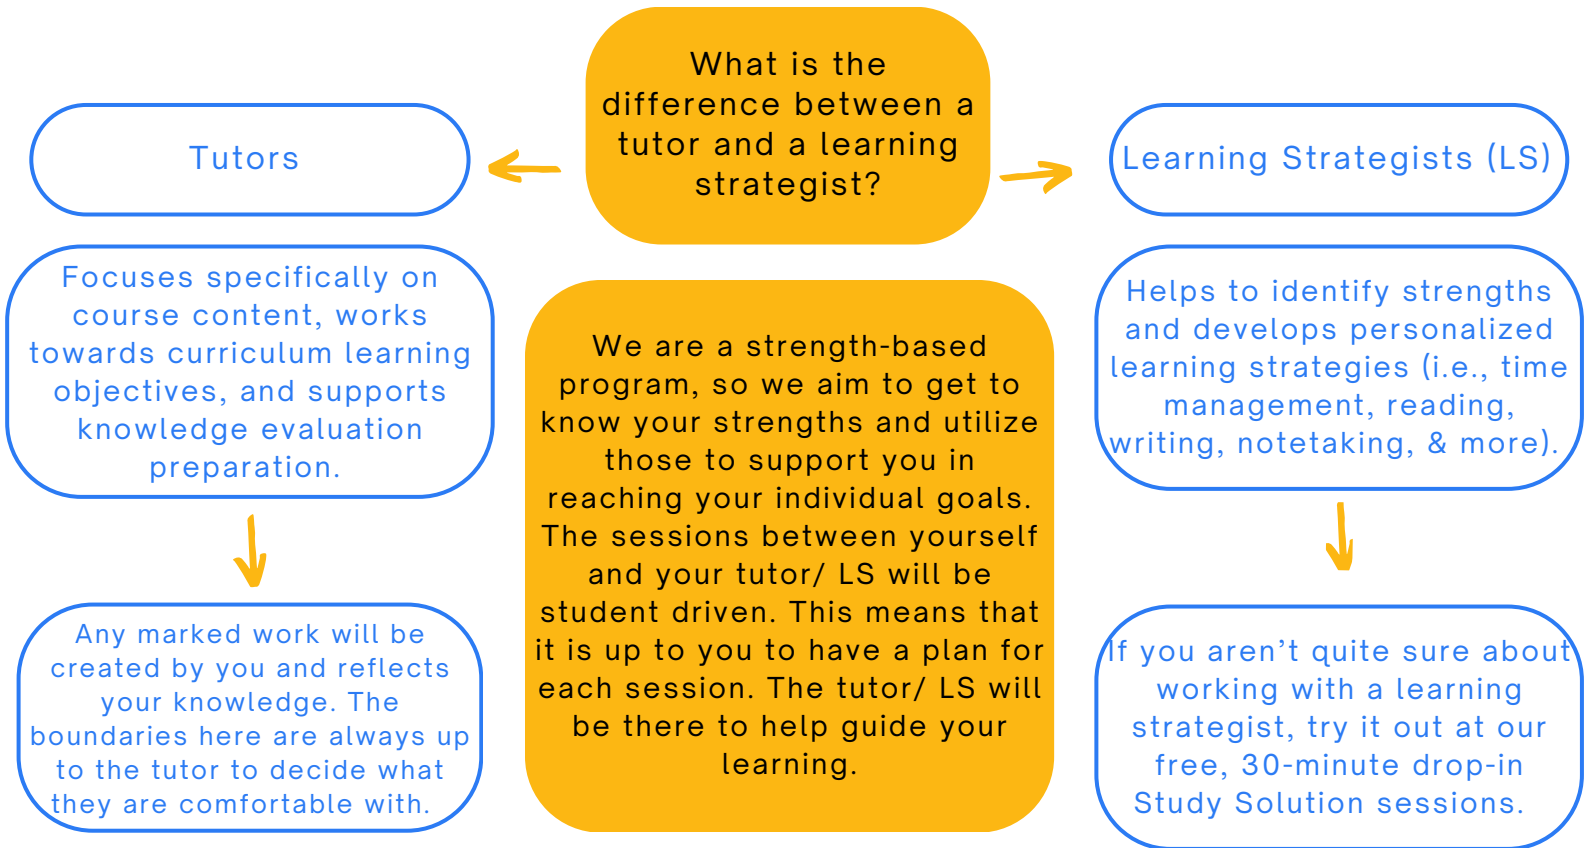 What is the
difference between a
tutor and a learning
strategist?
Tutors
Focuses specifically on
course content, works
towards curriculum learning
objectives, and supports
knowledge evaluation
preparation.
Any marked work will be
created by you and reflects
your knowledge. The
boundaries here are always up
to the tutor to decide what
they are comfortable with.
We are a strength-based
program, so we aim to get to
know your strengths and utilize
those to support you in
reaching your individual goals.
The sessions between yourself
and your tutor/ LS will be
student driven. This means that
it is up to you to have a plan for
each session. The tutor/ LS will
be there to help guide your
learning.
Learning Strategists (LS)
Helps to identify strengths
and develops personalized
learning strategies (i.e., time
management, reading,
writing, notetaking, & more).
If you aren’t quite sure about
working with a learning
strategist, try it out at our
free, 30-minute drop-in
Study Solution sessions.